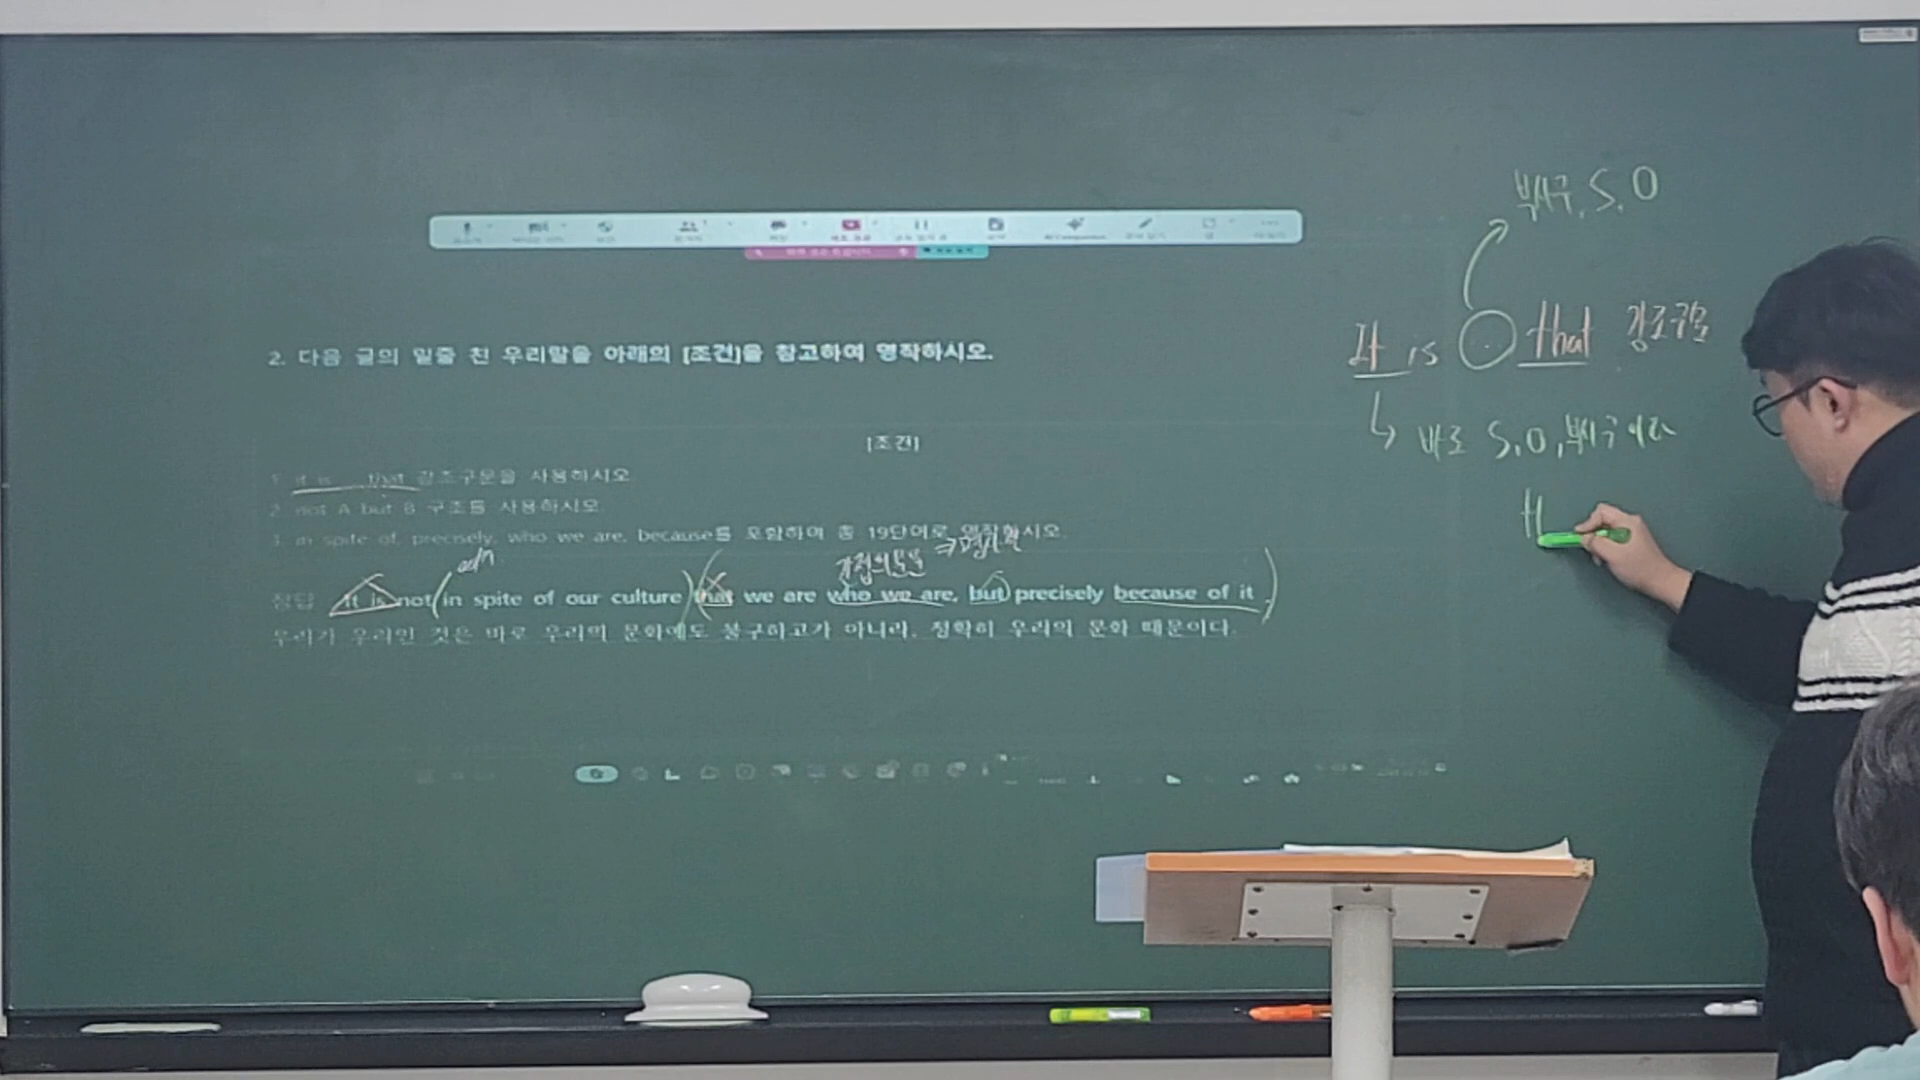 2. 다음 글의 밑줄 친 우리말을 아래의 [조건]을 참고하여 영작하시오.
[조건]
1. it is ... that 강조구문을 사용하시오.
2. not A but B 구조를 사용하시오.
3. in spite of, precisely, who we are, because를 포함하여 총 19단어로 영작하시오.
간접의문문
정답 It is not in spite of our culture that we are who we are, but precisely because of it.
우리가 우리인 것은 바로 우리의 문화에도 불구하고가 아니라, 정확히 우리의 문화 때문이다.
부사구, S, O
It is ... that 강조구문
바로 S, O, 부사구 이다